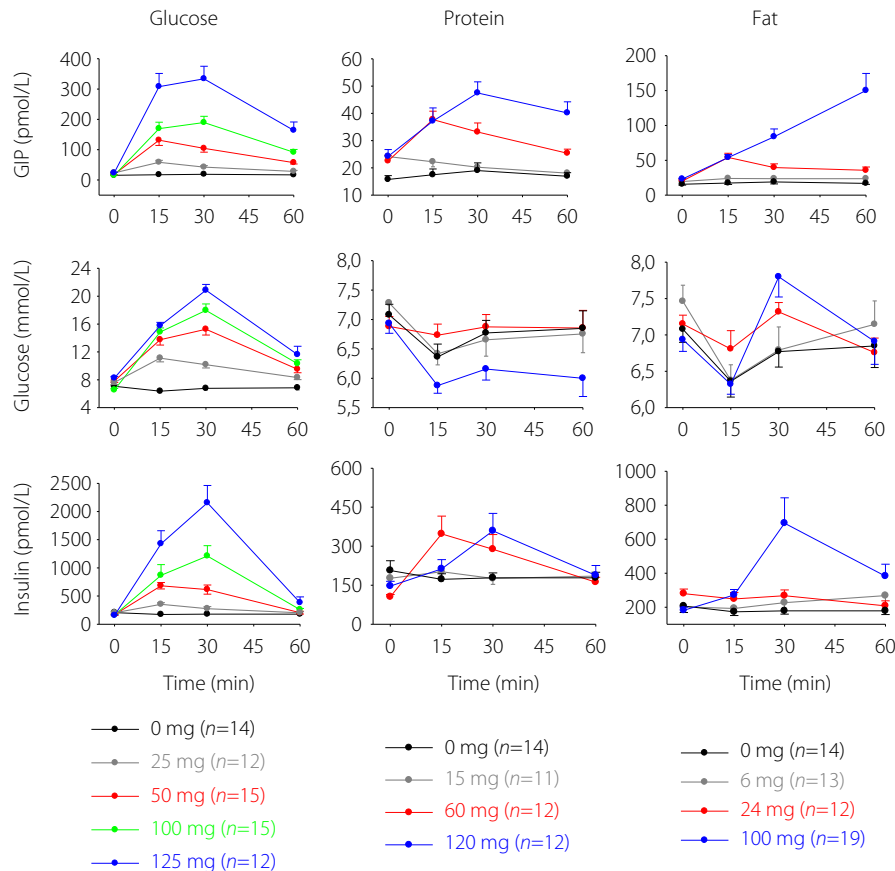 Glucose
Protein
Fat
GIP (pmol/L)
400
300
200
100
0
0 15 30 45 60
60
50
40
30
20
10
0 15 30 45 60
200
150
100
50
0
0 15 30 45 60
Glucose (mmol/L)
24
20
16
12
8
4
0 15 30 45 60
8,0
7,5
7,0
6,5
6,0
5,5
0 15 30 45 60
8,0
7,5
7,0
6,5
6,0
0 15 30 45 60
Insulin (pmol/L)
2500
2000
1500
1000
500
0
0 15 30 45 60
600
450
300
150
0
0 15 30 45 60
1000
800
600
400
200
0 15 30 45 60
Time (min)
Time (min)
Time (min)
0 mg (n=14)
25 mg (n=12)
50 mg (n=15)
100 mg (n=15)
125 mg (n=12)
0 mg (n=14)
15 mg (n=11)
60 mg (n=12)
120 mg (n=12)
0 mg (n=14)
6 mg (n=13)
24 mg (n=12)
100 mg (n=19)